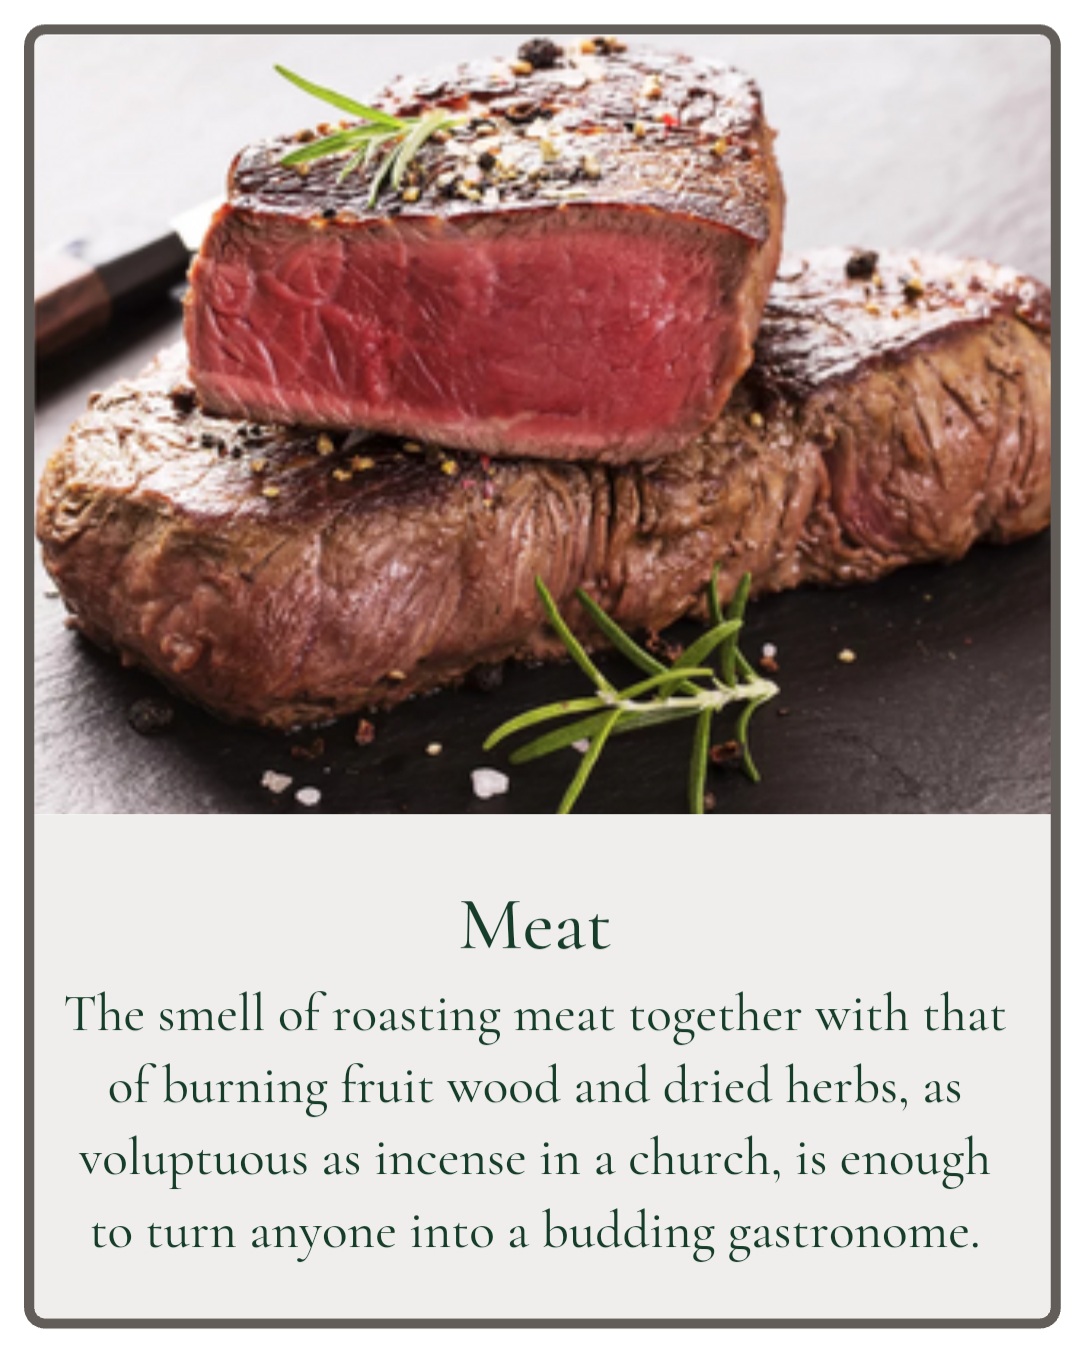 Meat
The smell of roasting meat together with that
of burning fruit wood and dried herbs, as
voluptuous as incense in a church, is enough
to turn anyone into a budding gastronome.